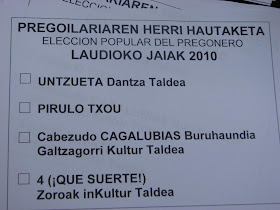 PREGOILARIAREN HERRI HAUTAKETA
ELECCION POPULAR DEL PREGONERO
LAUDIOKO JAIAK 2010
UNTZUETA Dantza Taldea
PIRULO TXOU
Cabezudo CAGALUBIAS Buruhaundia
Galtzagorri Kultur Taldea
4 (¡QUE SUERTE!)
Zoroak inKultur Taldea